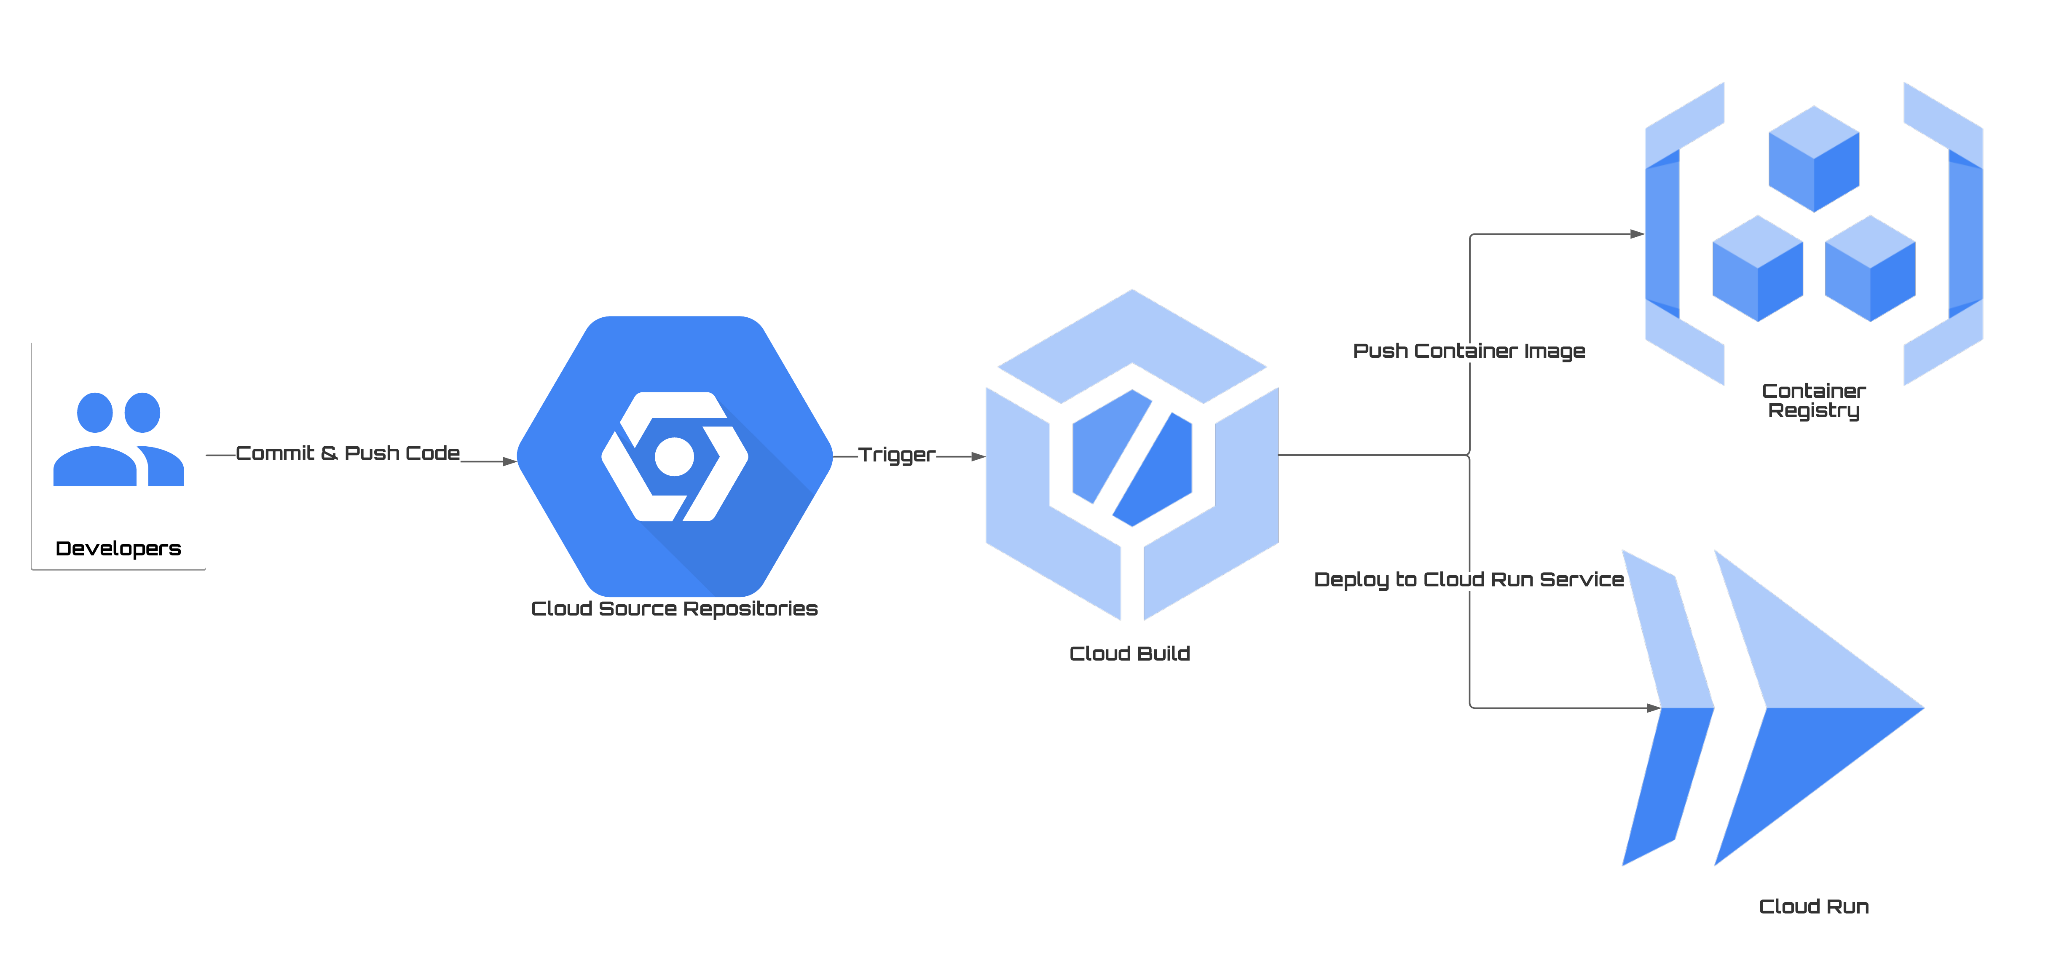 Developers
Commit & Push Code
Cloud Source Repositories
Trigger
Cloud Build
Push Container Image
Container
Registry
Deploy to Cloud Run Service
Cloud Run